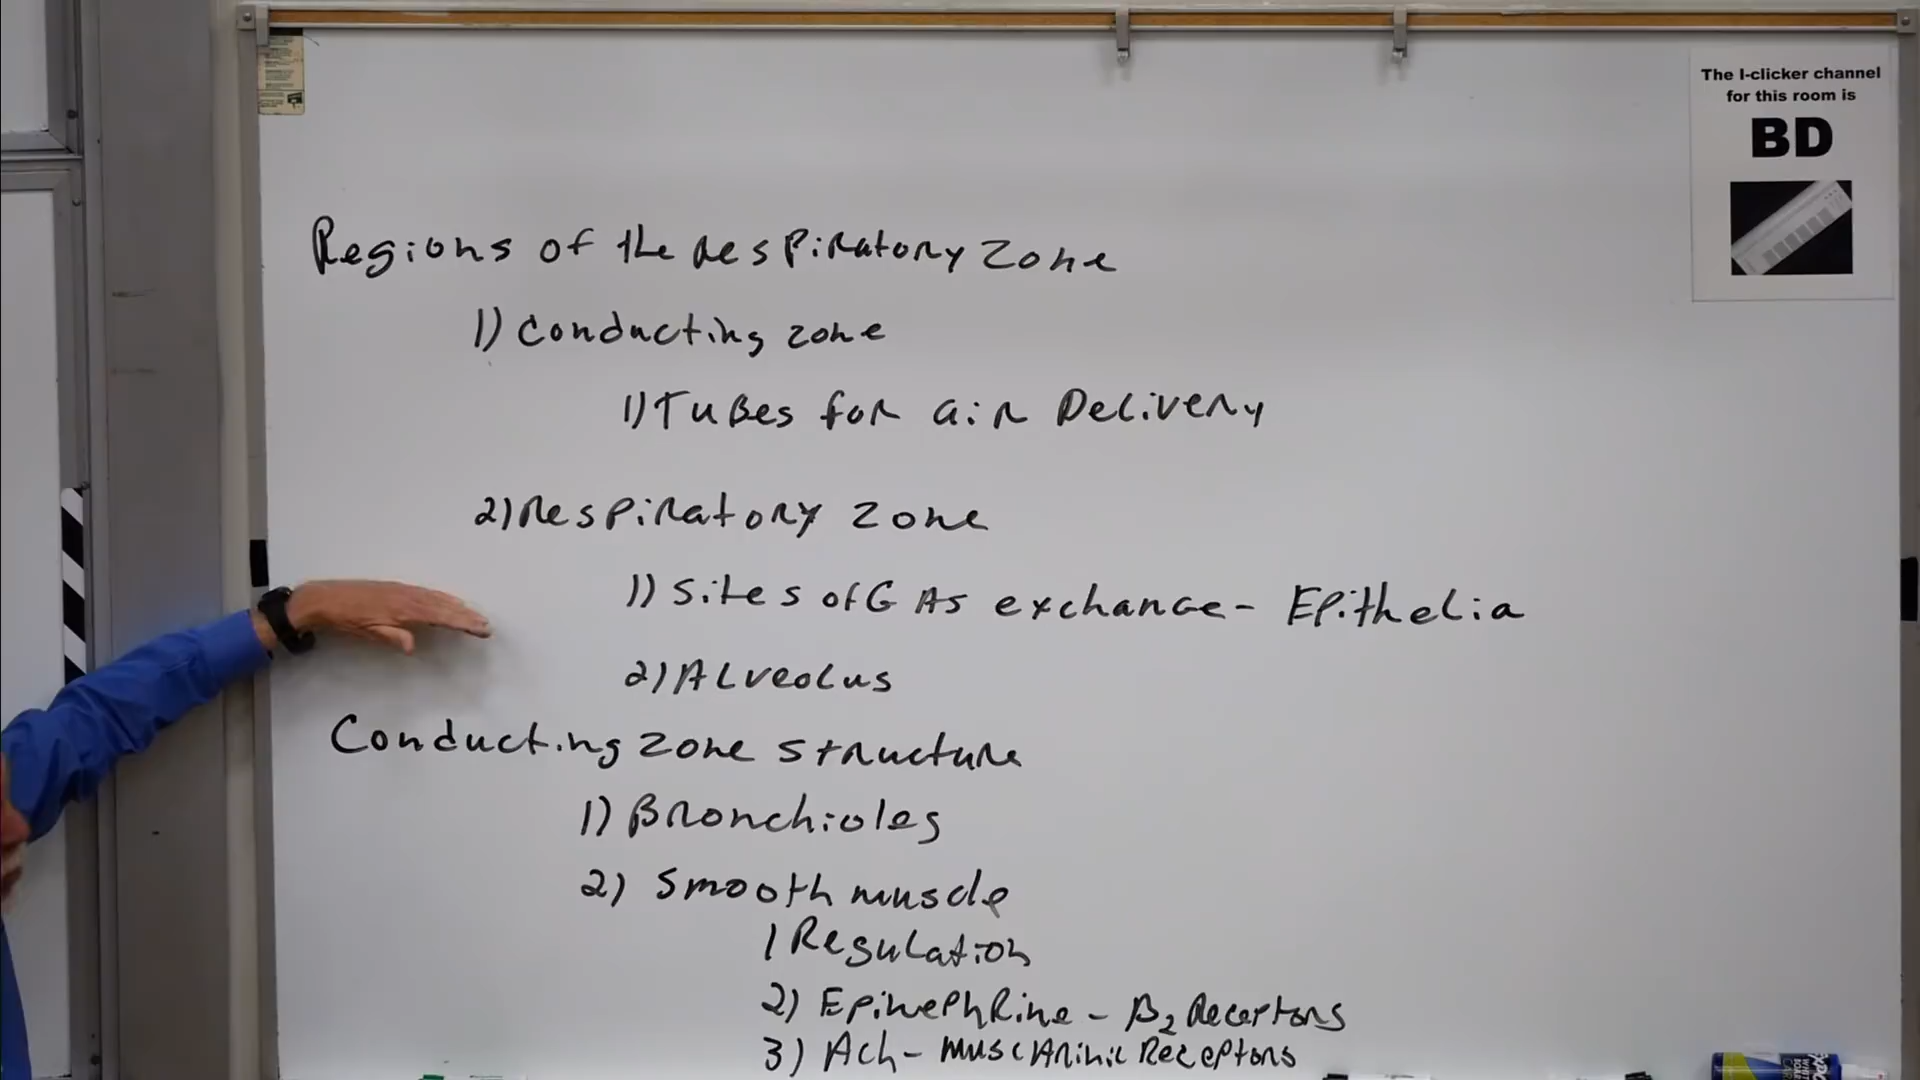 The I-clicker channel
for this room is
BD
Regions of the Respiratory Zone
1) Conducting zone
1) Tubes for air Delivery
2) Respiratory zone
1) Sites of GAs exchange - Epithelia
2) Alveolus
Conducting zone structure
1) Bronchioles
2) Smooth muscle
1 Regulation
2) Epinephrine - β2 Receptors
3) Ach - muscArinic Receptors